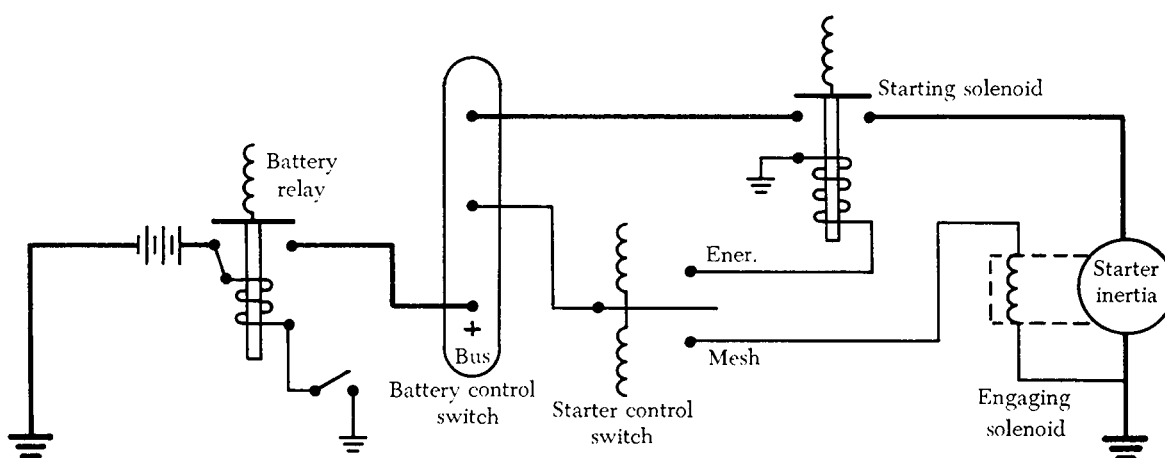 Starting solenoid
Battery
relay
Ener.
Starter
inertia
+
Bus
Mesh
Battery control
switch
Starter control
switch
Engaging
solenoid